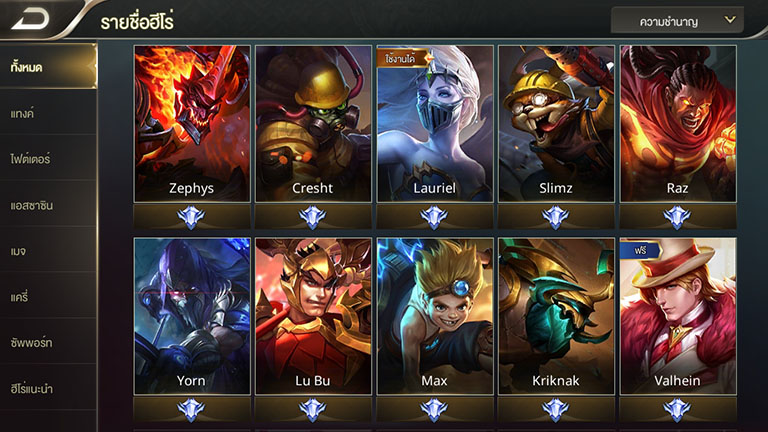 รายชื่อฮีโร่
ความชำนาญ
ทั้งหมด
แทงค์
ไฟต์เตอร์
แอสซาซิน
เมจ
แครี่
ซัพพอร์ท
ฮีโร่แนะนำ
Zephys
Cresht
ใช้งานได้
Lauriel
Slimz
Raz
Yorn
Lu Bu
Max
Kriknak
ฟรี
Valhein